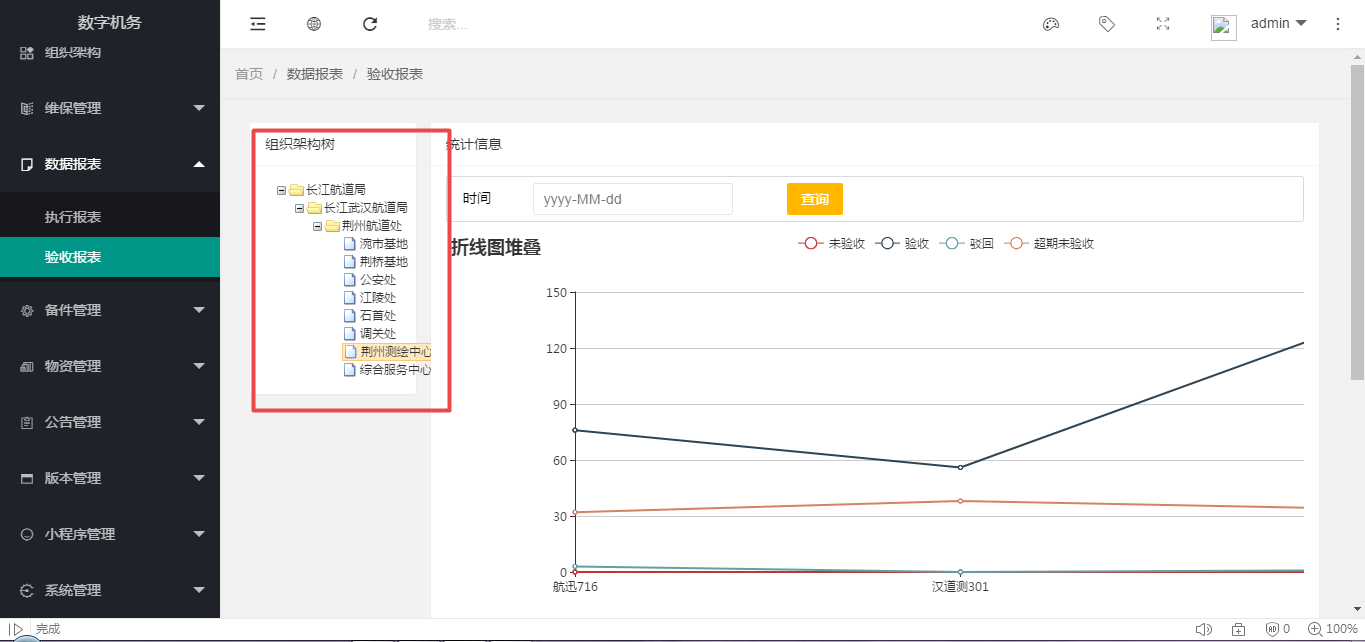 数字机务
搜索...
admin
组织架构
维保管理
数据报表
执行报表
验收报表
备件管理
物资管理
公告管理
版本管理
小程序管理
系统管理
首页 / 数据报表 / 验收报表
组织架构树
长江航道局
长江武汉航道局
荆州航道处
涴市基地
荆桥基地
公安处
江陵处
石首处
调关处
荆州测绘中心
综合服务中心
统计信息
时间 yyyy-MM-dd 查询
折线图堆叠
未验收 验收 驳回 超期未验收
150
120
90
60
30
0
航迅716 汉道测301
完成
0 100%